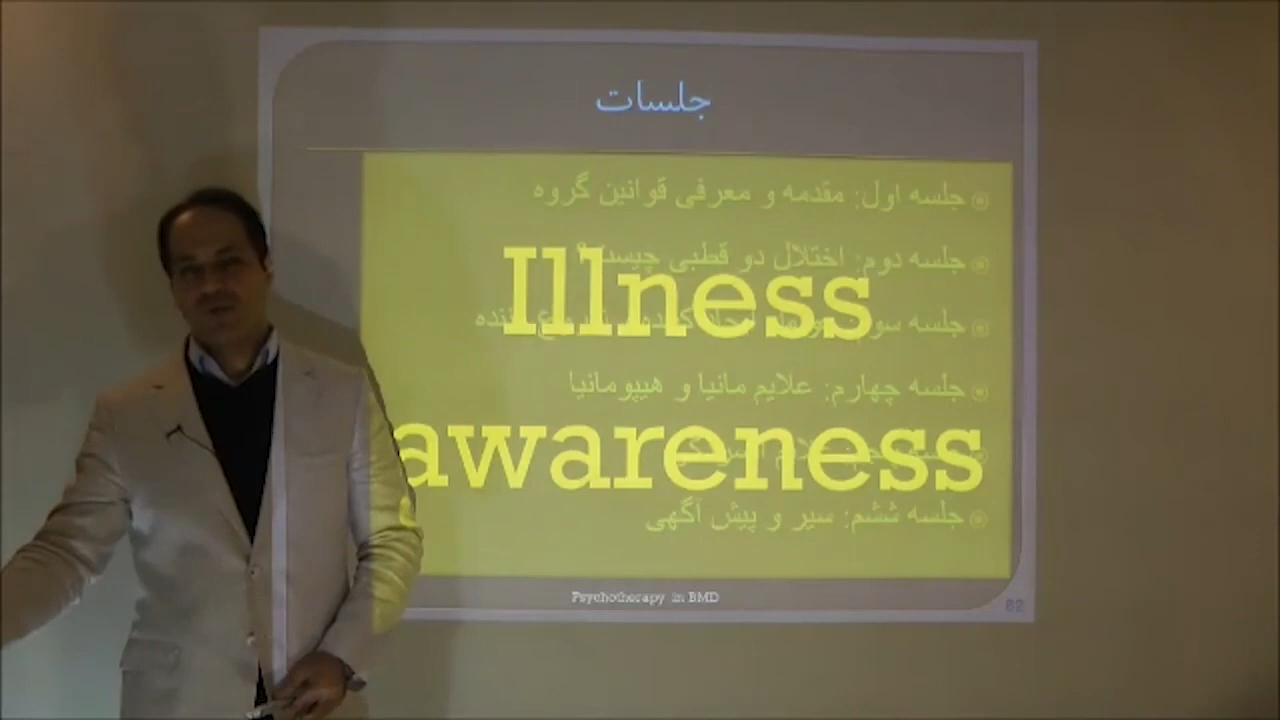 جلسات
جلسه اول: مقدمه و معرفی قوانین گروه
جلسه دوم: اختلال دو قطبی
Illness
جلسه
جلسه چهارم: علایم مانیا و هیپومانیا
awareness
جلسه ششم: سیر و پیش آگهی
Psychotherapy in BMD
82